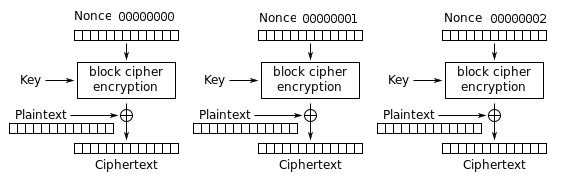 Nonce 00000000
Key
block cipher
encryption
Plaintext
Ciphertext
Nonce 00000001
Key
block cipher
encryption
Plaintext
Ciphertext
Nonce 00000002
Key
block cipher
encryption
Plaintext
Ciphertext